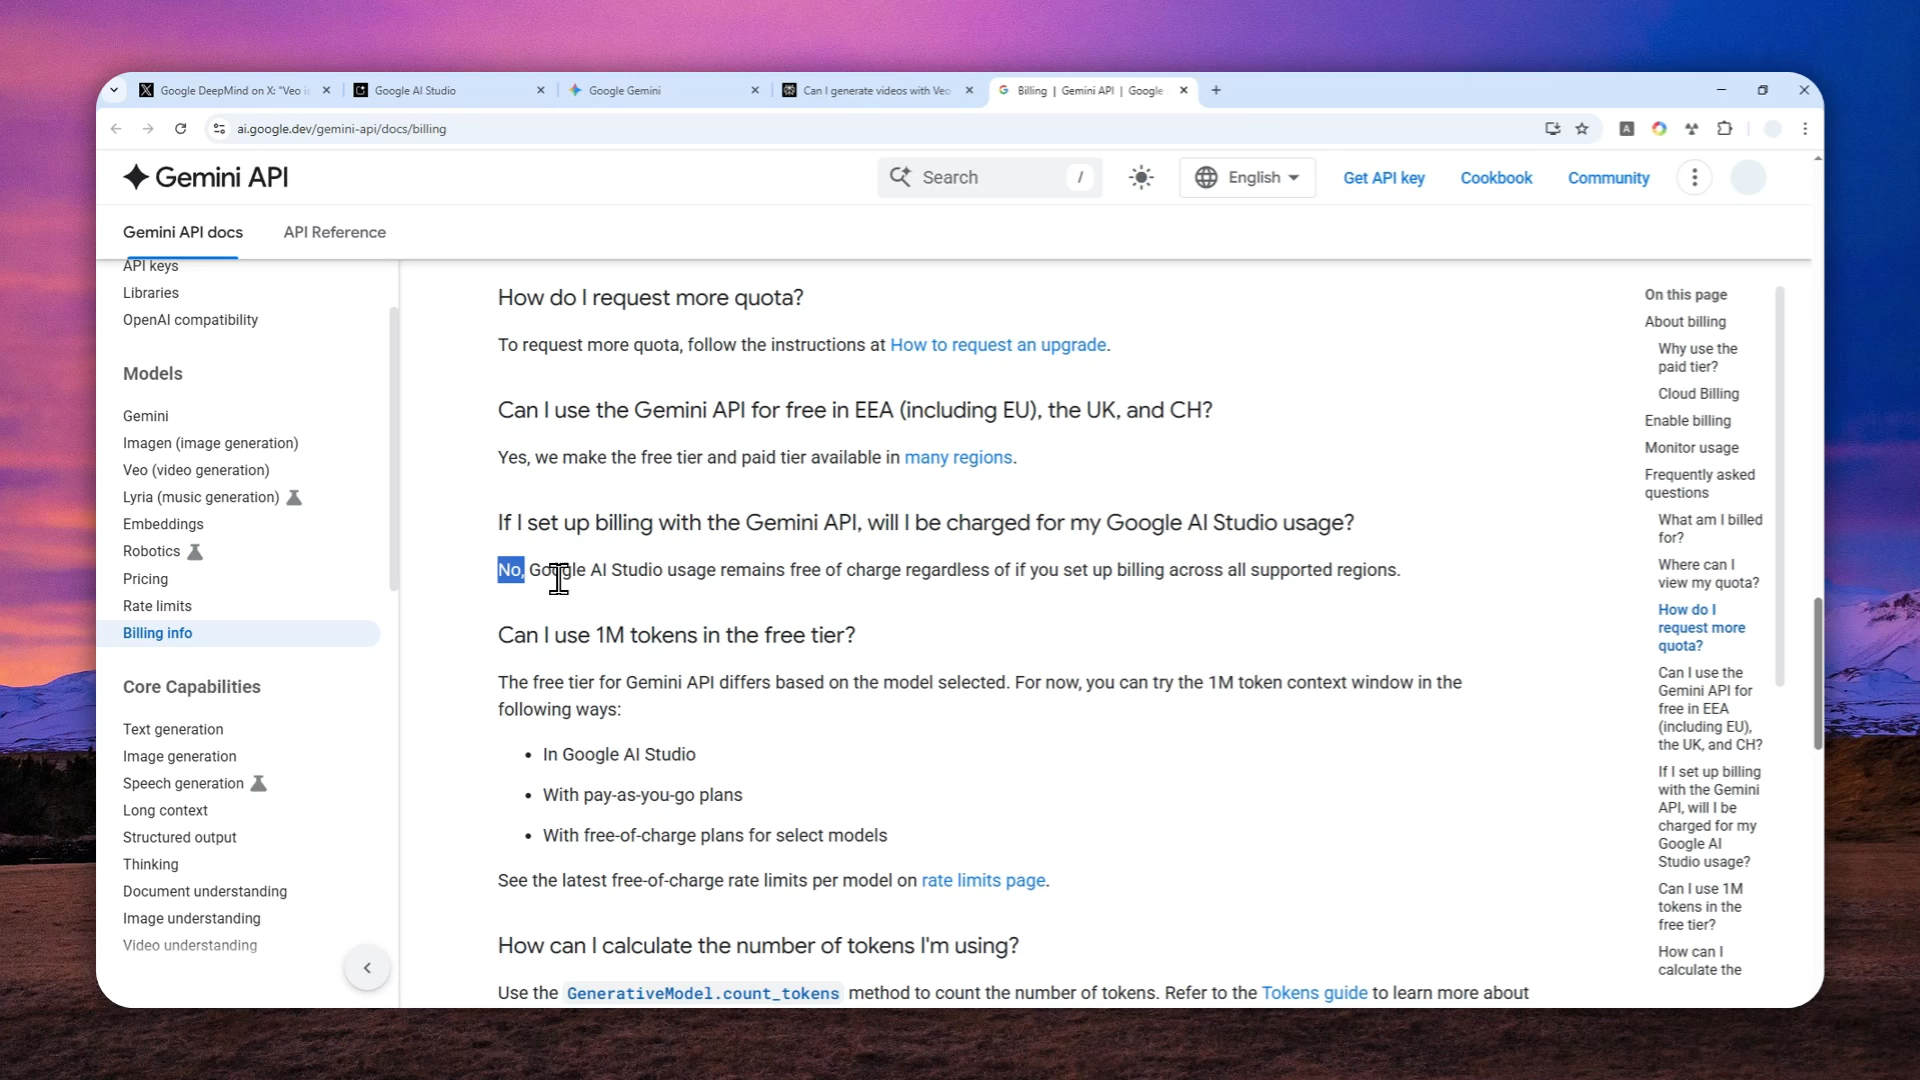 Google DeepMind on X: "Veo is
Google AI Studio
Google Gemini
Can I generate videos with Veo
Billing | Gemini API | Google
ai.google.dev/gemini-api/docs/billing
Gemini API
Search
/
English
Get API key
Cookbook
Community
Gemini API docs
API Reference
API keys
Libraries
OpenAI compatibility
Models
Gemini
Imagen (image generation)
Veo (video generation)
Lyria (music generation)
Embeddings
Robotics
Pricing
Rate limits
Billing info
Core Capabilities
Text generation
Image generation
Speech generation
Long context
Structured output
Thinking
Document understanding
Image understanding
Video understanding
How do I request more quota?
To request more quota, follow the instructions at How to request an upgrade.
Can I use the Gemini API for free in EEA (including EU), the UK, and CH?
Yes, we make the free tier and paid tier available in many regions.
If I set up billing with the Gemini API, will I be charged for my Google AI Studio usage?
No, Google AI Studio usage remains free of charge regardless of if you set up billing across all supported regions.
Can I use 1M tokens in the free tier?
The free tier for Gemini API differs based on the model selected. For now, you can try the 1M token context window in the
following ways:
• In Google AI Studio
• With pay-as-you-go plans
• With free-of-charge plans for select models
See the latest free-of-charge rate limits per model on rate limits page.
How can I calculate the number of tokens I'm using?
Use the GenerativeModel.count_tokens method to count the number of tokens. Refer to the Tokens guide to learn more about
On this page
About billing
Why use the
paid tier?
Cloud Billing
Enable billing
Monitor usage
Frequently asked
questions
What am I billed
for?
Where can I
view my quota?
How do I
request more
quota?
Can I use the
Gemini API for
free in EEA
(including EU),
the UK, and CH?
If I set up billing
with the Gemini
API, will I be
charged for my
Google AI
Studio usage?
Can I use 1M
tokens in the
free tier?
How can I
calculate the